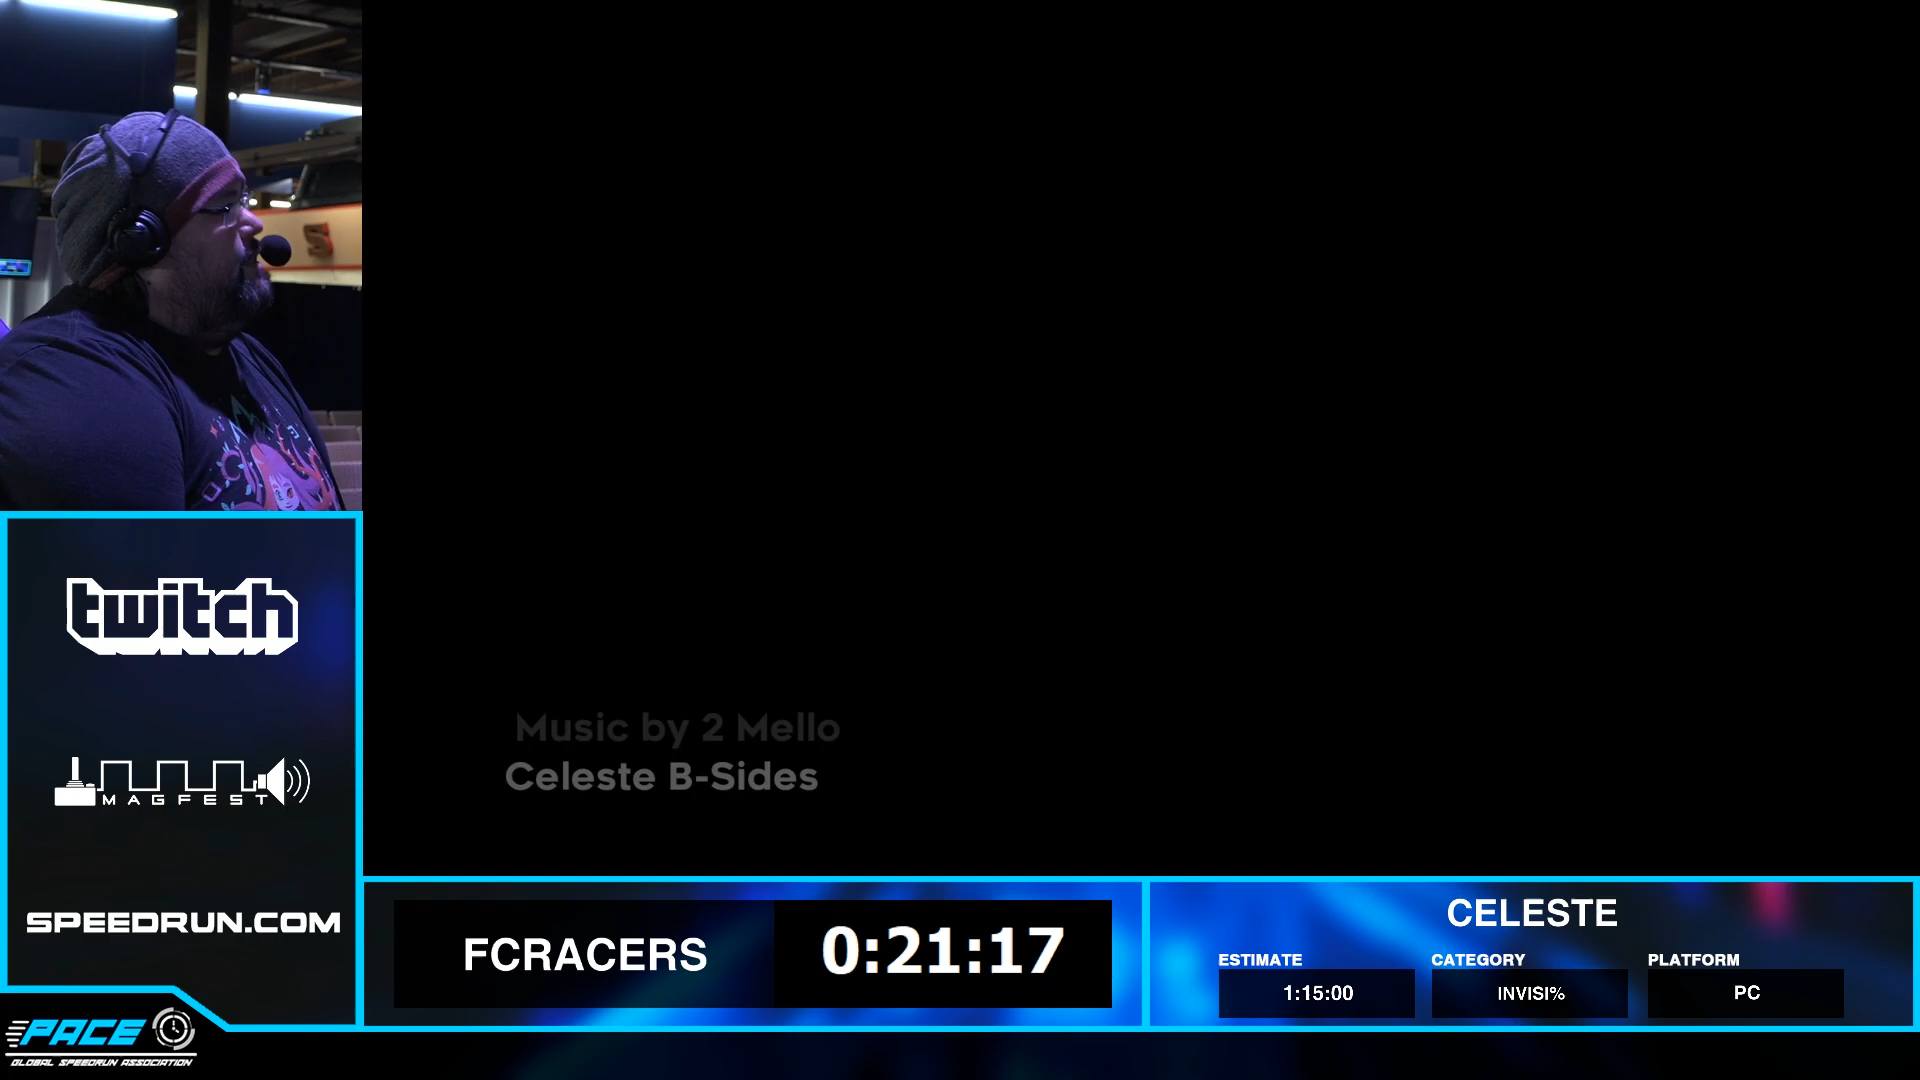 S
twitch
MAGFEST
SPEEDRUN.COM
PACE
GLOBAL SPEEDRUN ASSOCIATION
Music by 2 Mello
Celeste B-Sides
FCRACERS
0:21:17
CELESTE
ESTIMATE
CATEGORY
PLATFORM
1:15:00
INVISI%
PC